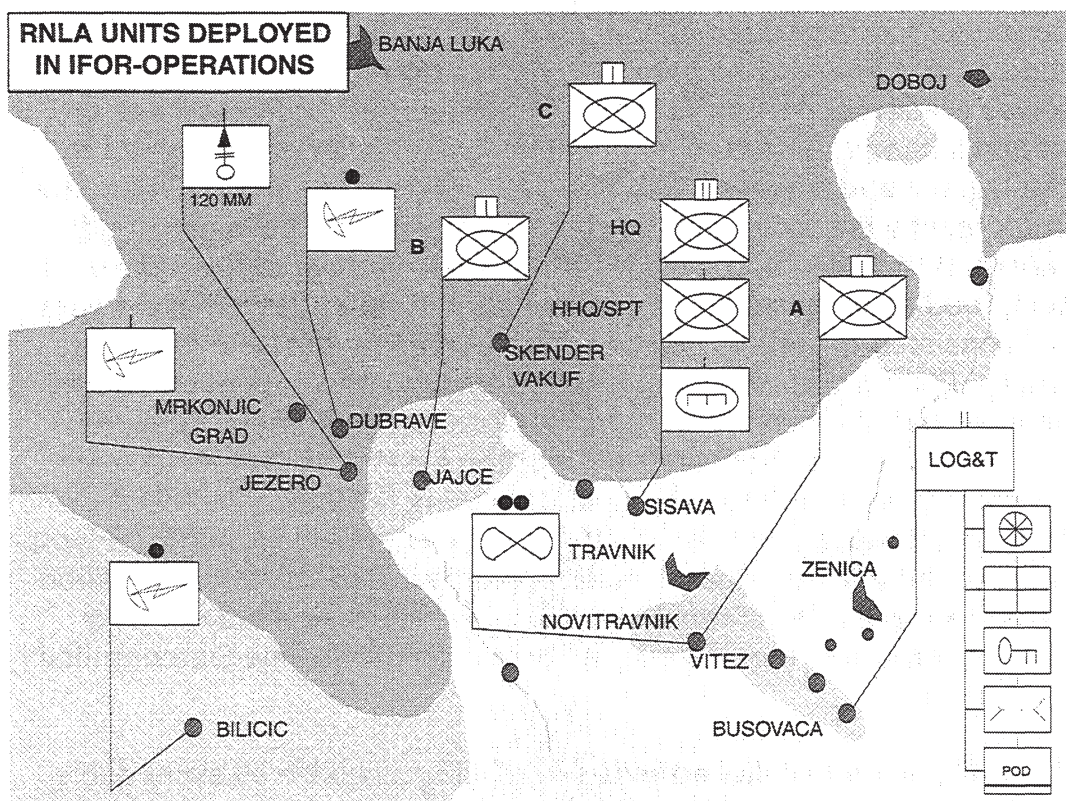 RNLA UNITS DEPLOYED
IN IFOR-OPERATIONS
BANJA LUKA
DOBOJ
C
120 MM
B
HQ
HHQ/SPT
A
SKENDER
VAKUF
MRKONJIC
GRAD
DUBRAVE
JEZERO
JAJCE
LOG&T
SISAVA
TRAVNIK
ZENICA
NOVITRAVNIK
VITEZ
BUSOVACA
BILICIC
POD